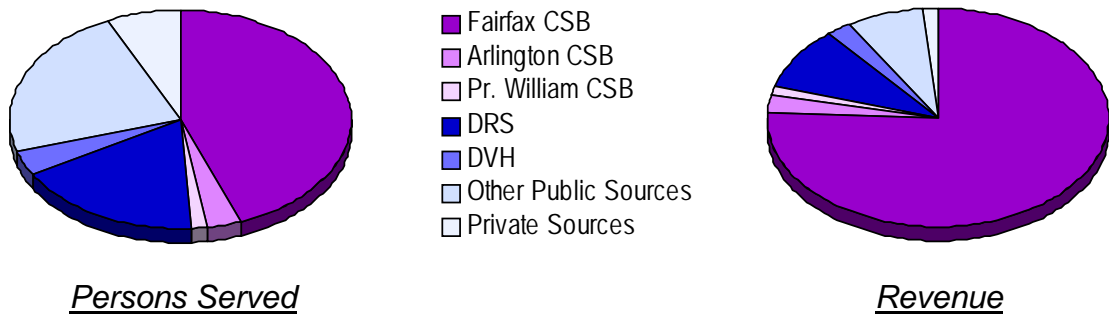 Fairfax CSB
Arlington CSB
Pr. William CSB
DRS
DVH
Other Public Sources
Private Sources
Persons Served
Revenue